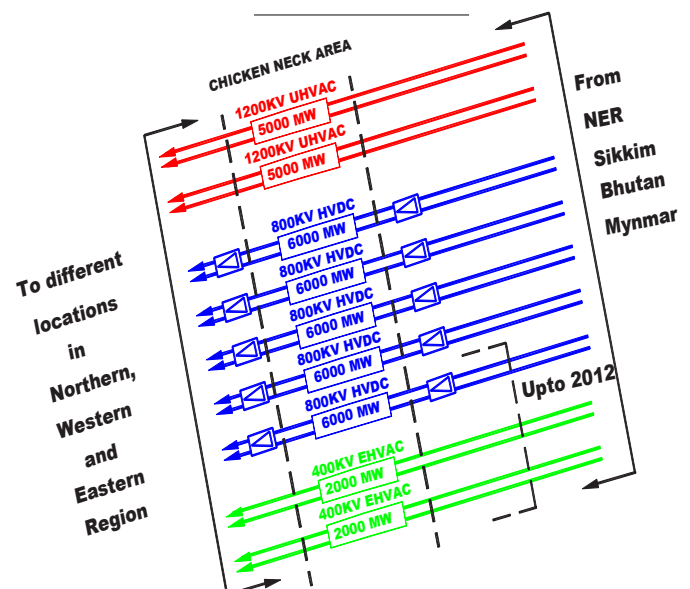 CHICKEN NECK AREA
1200KV UHVAC
5000 MW
1200KV UHVAC
5000 MW
800KV HVDC
6000 MW
800KV HVDC
6000 MW
800KV HVDC
6000 MW
800KV HVDC
6000 MW
800KV HVDC
6000 MW
400KV EHVAC
2000 MW
400KV EHVAC
2000 MW
From
NER
Sikkim
Bhutan
Mynmar
Upto 2012
To different
locations
in
Northern,
Western
and
Eastern
Region